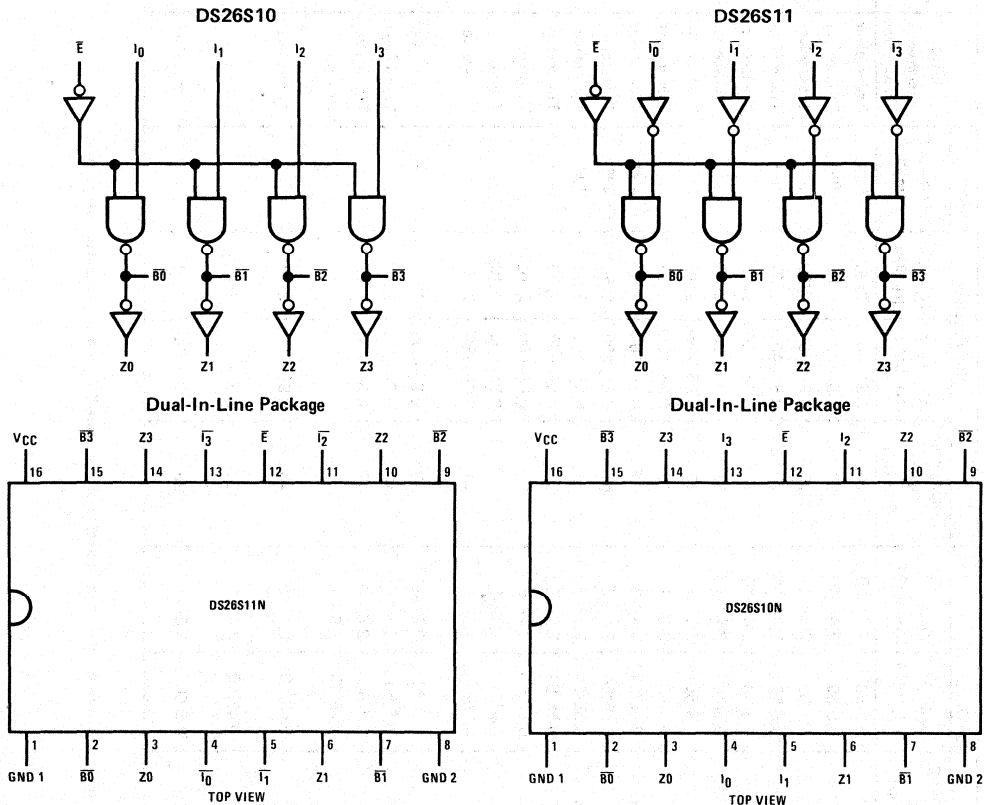 DS26S10 DS26S11
E̅ I₀ I₁ I₂ I₃ E̅ I̅₀̅ I̅₁̅ I̅₂̅ I̅₃̅
B̅0̅ B̅1̅ B̅2̅ B̅3̅ B̅0̅ B̅1̅ B̅2̅ B̅3̅
Z0 Z1 Z2 Z3 Z0 Z1 Z2 Z3
Dual-In-Line Package
VCC B̅3̅ Z3 I̅₃̅ E̅ I̅₂̅ Z2 B̅2̅
16 15 14 13 12 11 10 9
DS26S11N
1 2 3 4 5 6 7 8
GND 1 B̅0̅ Z0 I̅₀̅ I̅₁̅ Z1 B̅1̅ GND 2
TOP VIEW
Dual-In-Line Package
VCC B̅3̅ Z3 I₃ E̅ I₂ Z2 B̅2̅
16 15 14 13 12 11 10 9
DS26S10N
1 2 3 4 5 6 7 8
GND 1 B̅0̅ Z0 I₀ I₁ Z1 B̅1̅ GND 2
TOP VIEW